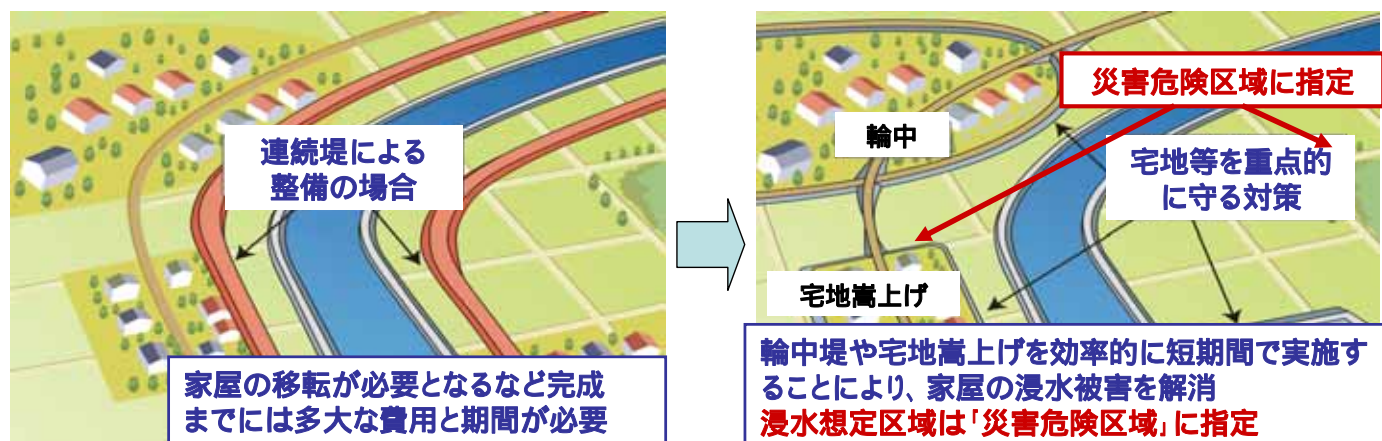 連続堤による
整備の場合
家屋の移転が必要となるなど完成
までには多大な費用と期間が必要
災害危険区域に指定
輪中
宅地等を重点的
に守る対策
宅地嵩上げ
輪中堤や宅地嵩上げを効率的に短期間で実施す
ることにより、家屋の浸水被害を解消
浸水想定区域は「災害危険区域」に指定